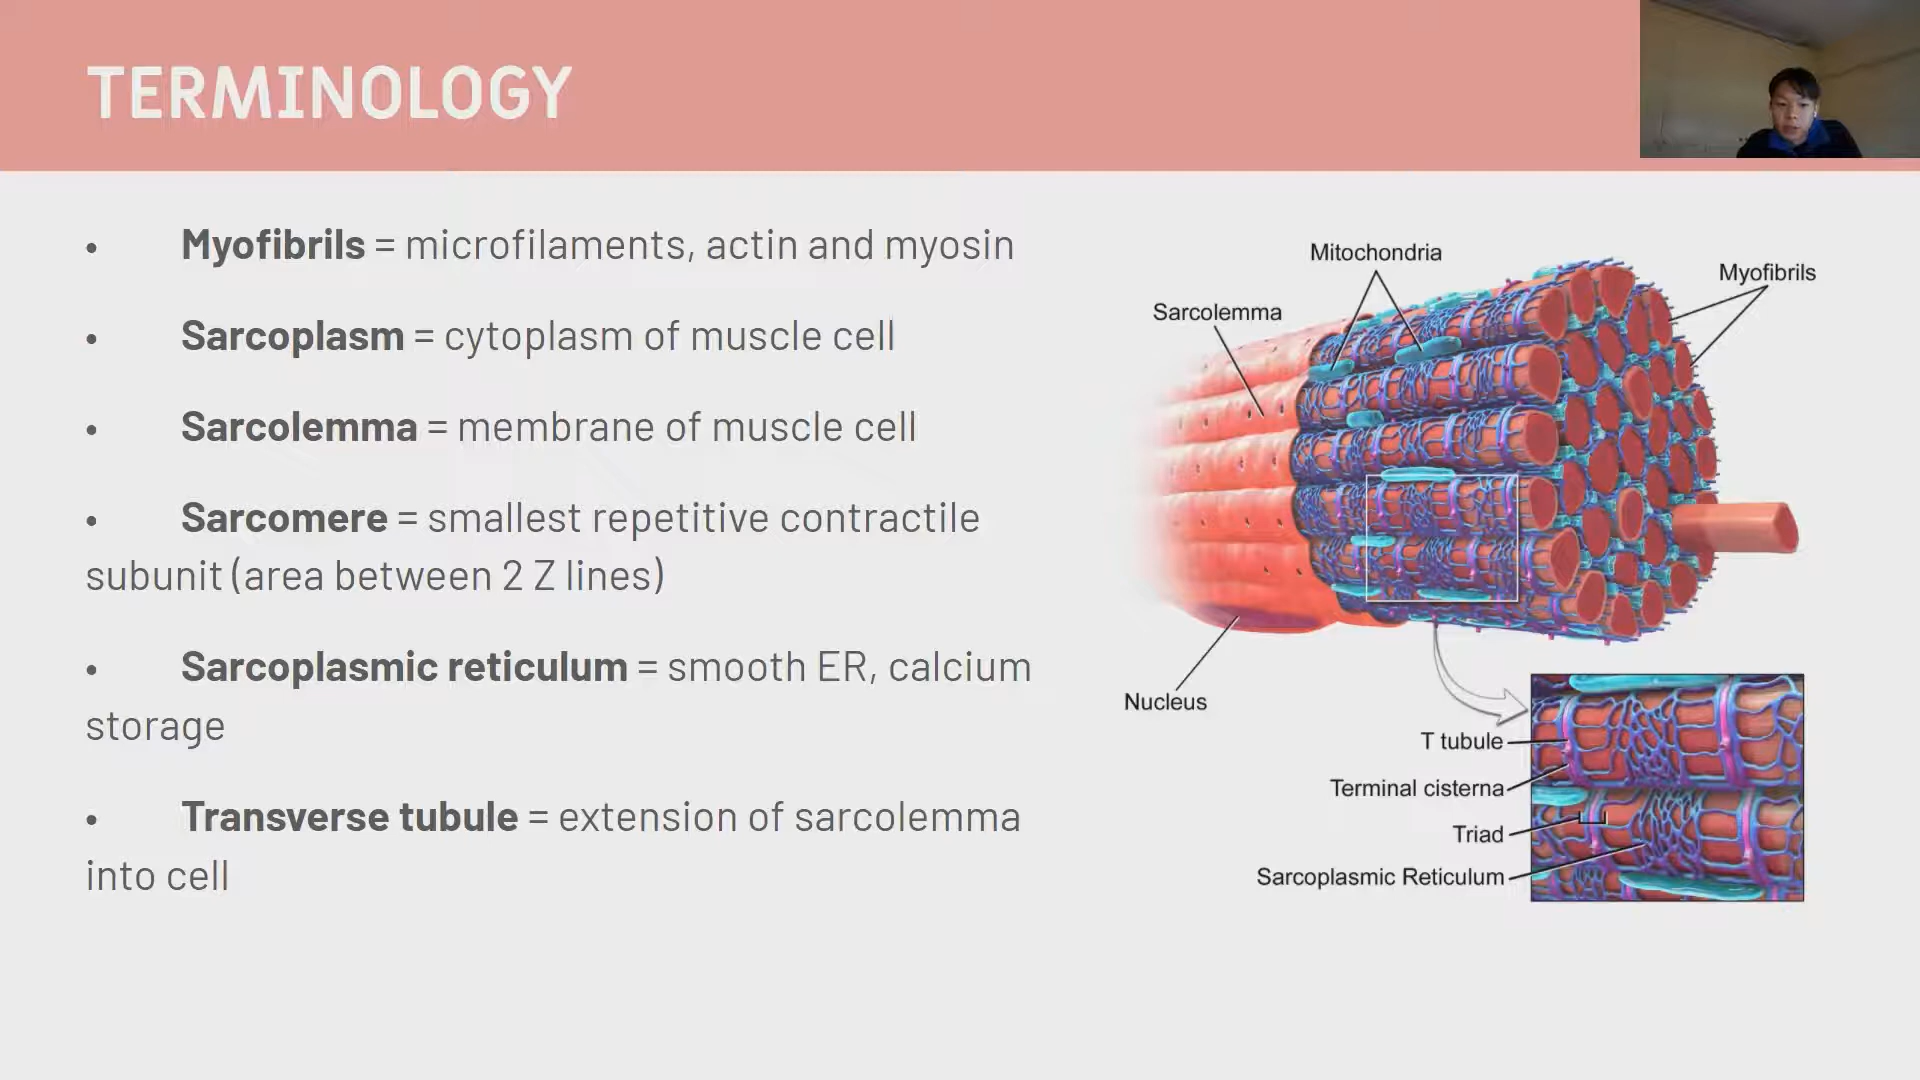 TERMINOLOGY
• Myofibrils = microfilaments, actin and myosin
• Sarcoplasm = cytoplasm of muscle cell
• Sarcolemma = membrane of muscle cell
• Sarcomere = smallest repetitive contractile
subunit (area between 2 Z lines)
• Sarcoplasmic reticulum = smooth ER, calcium
storage
• Transverse tubule = extension of sarcolemma
into cell
Mitochondria
Myofibrils
Sarcolemma
Nucleus
T tubule
Terminal cisterna
Triad
Sarcoplasmic Reticulum